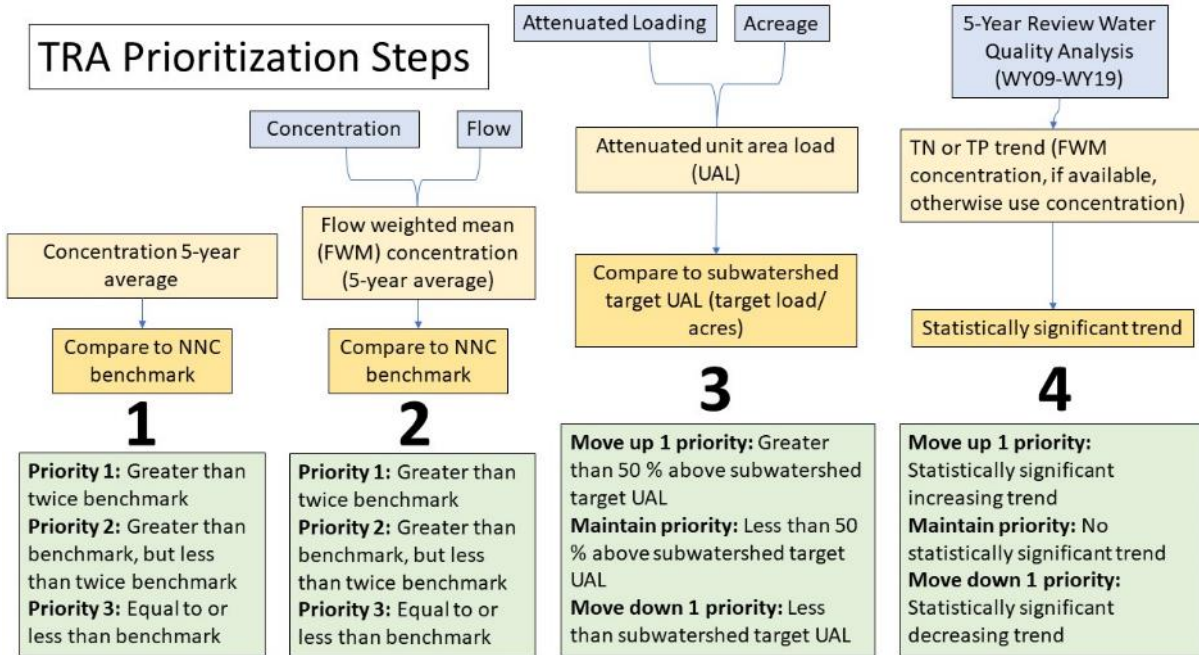 TRA Prioritization Steps
Concentration 5-year
average
Compare to NNC
benchmark
1
Priority 1: Greater than
twice benchmark
Priority 2: Greater than
benchmark, but less
than twice benchmark
Priority 3: Equal to or
less than benchmark
Concentration
Flow
Flow weighted mean
(FWM) concentration
(5-year average)
Compare to NNC
benchmark
2
Priority 1: Greater than
twice benchmark
Priority 2: Greater than
benchmark, but less
than twice benchmark
Priority 3: Equal to or
less than benchmark
Attenuated Loading
Acreage
Attenuated unit area load
(UAL)
Compare to subwatershed
target UAL (target load/
acres)
3
Move up 1 priority: Greater
than 50 % above subwatershed
target UAL
Maintain priority: Less than 50
% above subwatershed target
UAL
Move down 1 priority: Less
than subwatershed target UAL
5-Year Review Water
Quality Analysis
(WY09-WY19)
TN or TP trend (FWM
concentration, if available,
otherwise use concentration)
Statistically significant trend
4
Move up 1 priority:
Statistically significant
increasing trend
Maintain priority: No
statistically significant trend
Move down 1 priority:
Statistically significant
decreasing trend